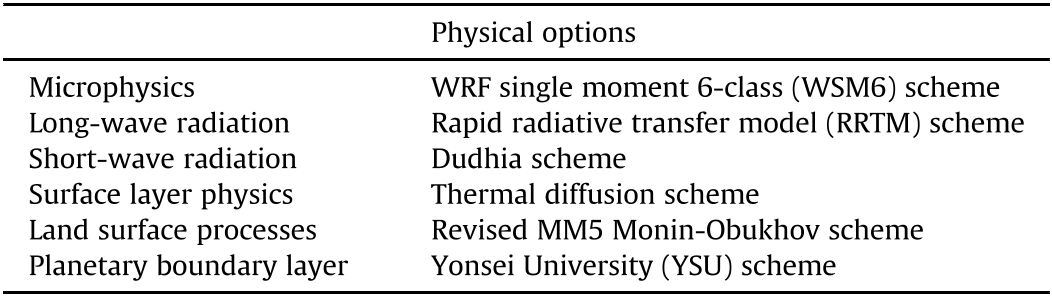 Physical options
Microphysics WRF single moment 6-class (WSM6) scheme
Long-wave radiation Rapid radiative transfer model (RRTM) scheme
Short-wave radiation Dudhia scheme
Surface layer physics Thermal diffusion scheme
Land surface processes Revised MM5 Monin-Obukhov scheme
Planetary boundary layer Yonsei University (YSU) scheme